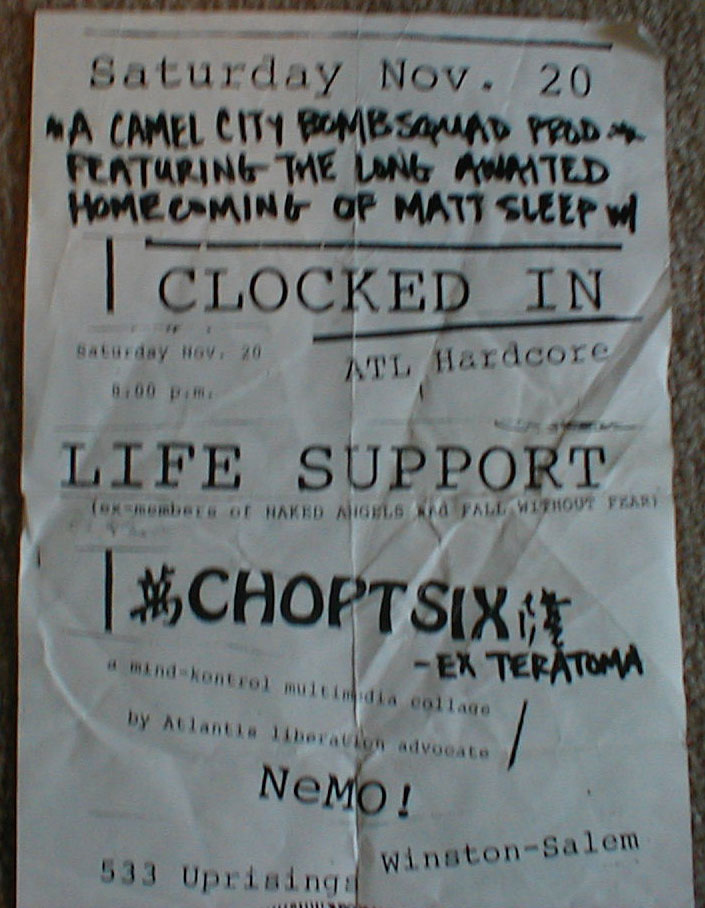 Saturday Nov. 20
A CAMEL CITY BOMBSQUAD PROD
FEATURING THE LONG AWAITED
HOMECOMING OF MATT SLEEP w/
CLOCKED IN
Saturday Nov. 20
ATL Hardcore
8:00 p.m.
LIFE SUPPORT
(ex-members of NAKED ANGELS and FALL WITHOUT FEAR)
CHOPTSIX
-EX TERATOMA
a mind-kontrol multimedia collage
by Atlantis liberation advocate
NeMO!
533 Uprisings Winston-Salem